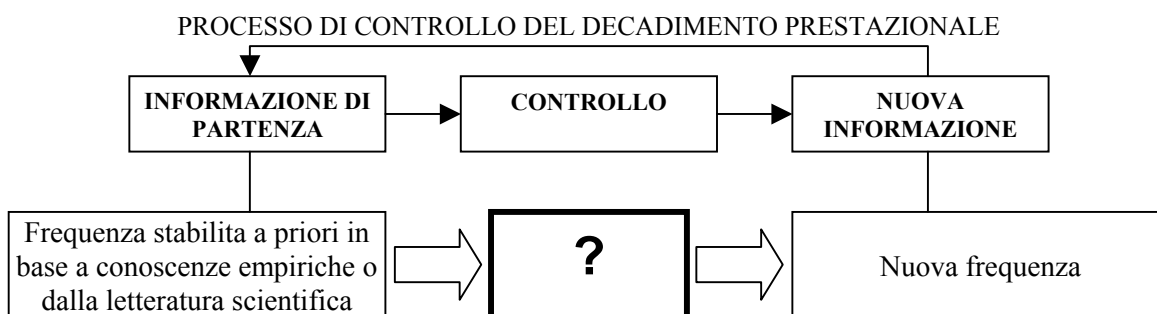 PROCESSO DI CONTROLLO DEL DECADIMENTO PRESTAZIONALE
INFORMAZIONE DI
PARTENZA
CONTROLLO
NUOVA
INFORMAZIONE
Frequenza stabilita a priori in
base a conoscenze empiriche o
dalla letteratura scientifica
?
Nuova frequenza